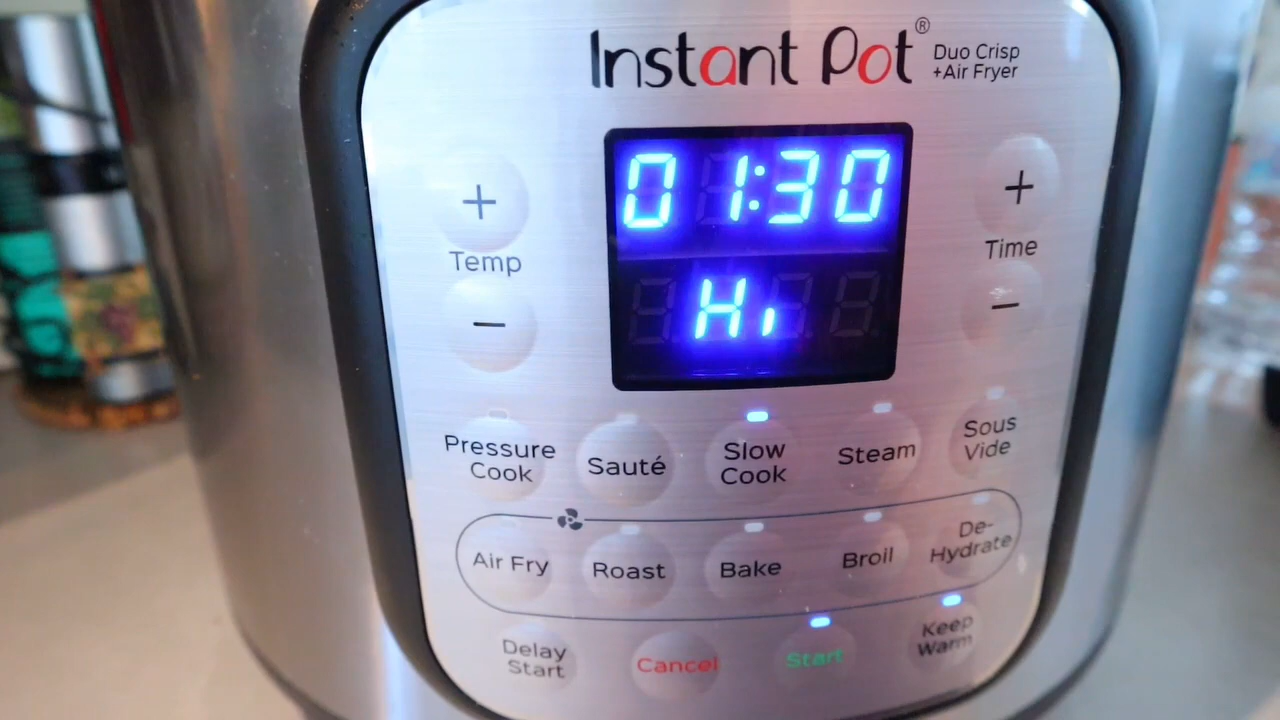 Instant Pot®
Duo Crisp
+Air Fryer
01:30
Hi
+
Temp
−
+
Time
−
Pressure
Cook
Sauté
Slow
Cook
Steam
Sous
Vide
Air Fry
Roast
Bake
Broil
De-
Hydrate
Delay
Start
Cancel
Start
Keep
Warm